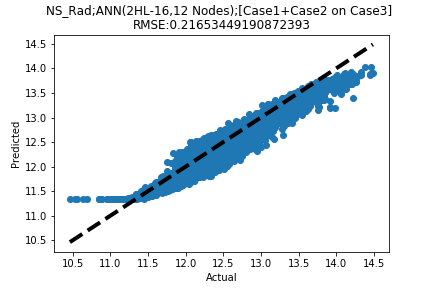 NS_Rad;ANN(2HL-16,12 Nodes);[Case1+Case2 on Case3]
RMSE:0.21653449190872393
14.5
14.0
13.5
13.0
12.5
12.0
11.5
11.0
10.5
Predicted
10.5 11.0 11.5 12.0 12.5 13.0 13.5 14.0 14.5
Actual